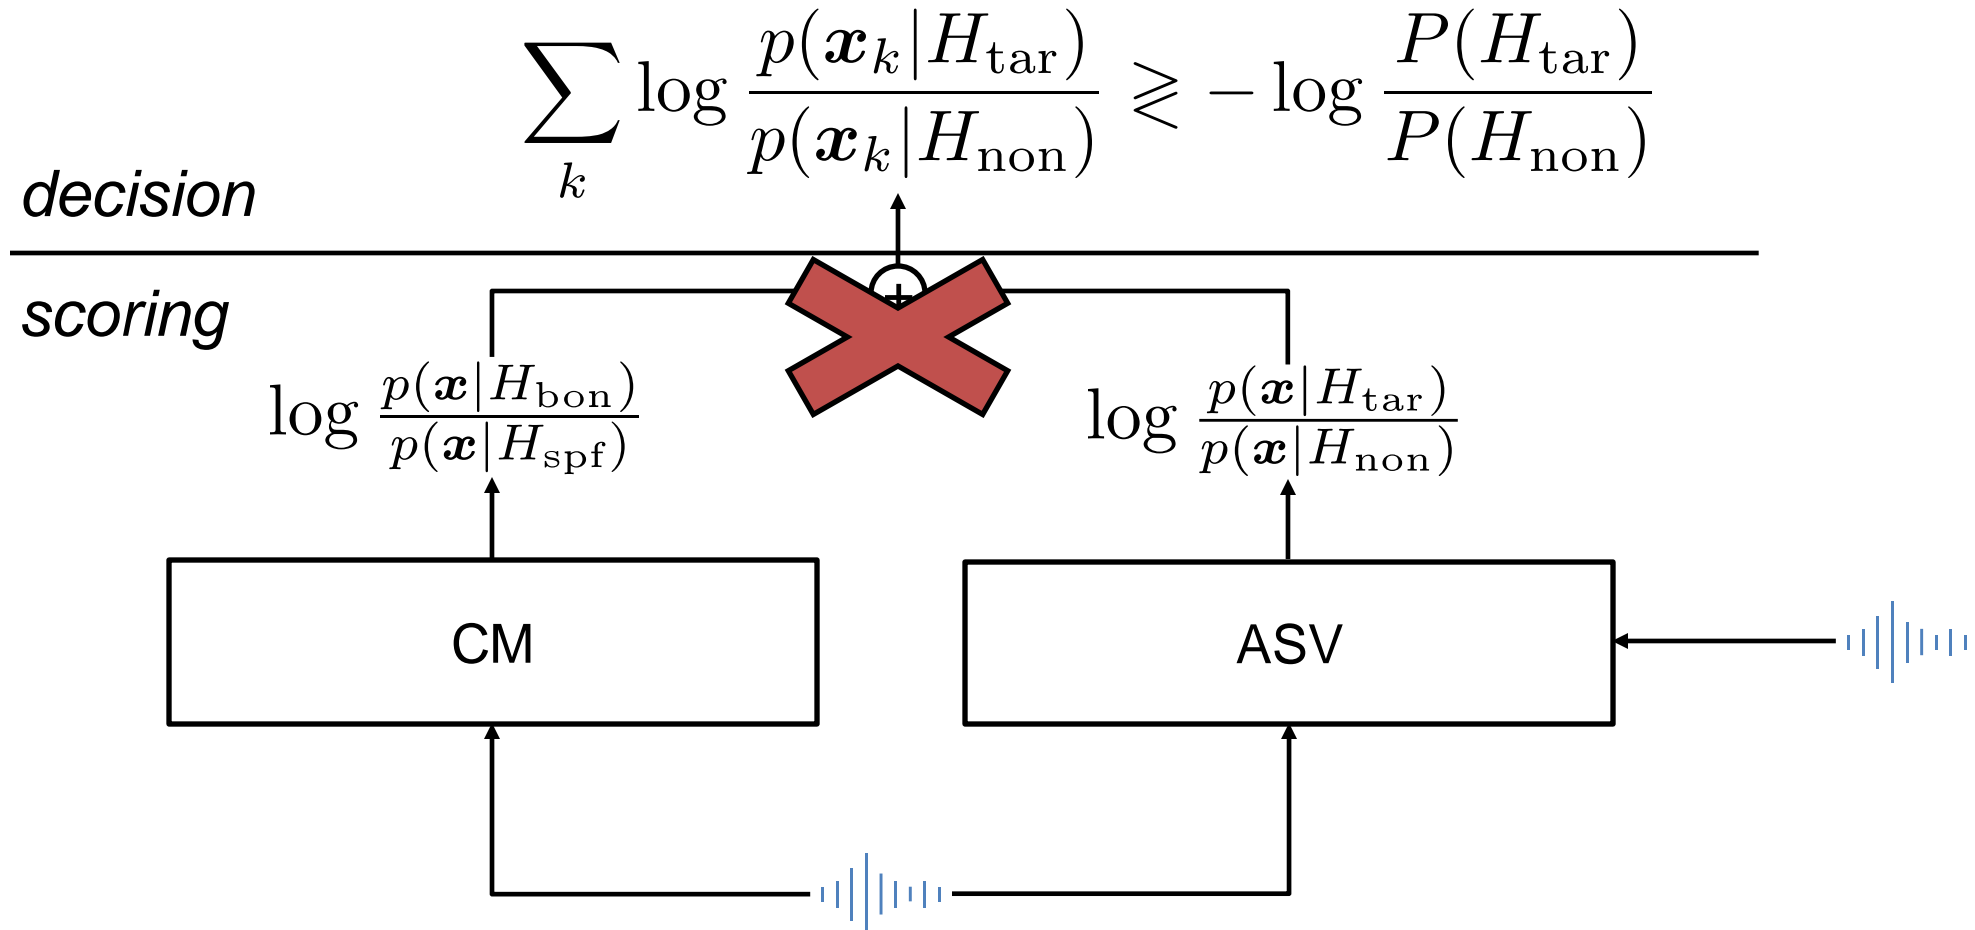 ∑_k log p(x_k|H_tar) / p(x_k|H_non) ≷ − log P(H_tar) / P(H_non)
decision
scoring
+
log p(x|H_bon) / p(x|H_spf)
log p(x|H_tar) / p(x|H_non)
CM
ASV